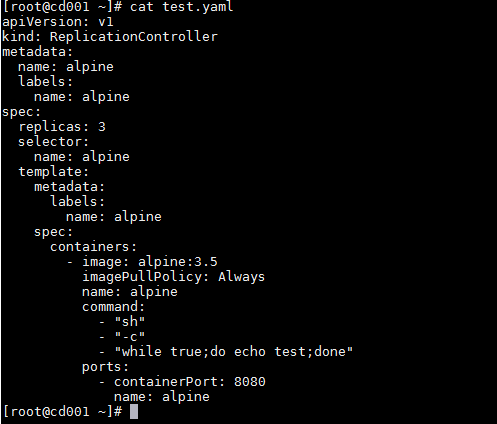 [root@cd001 ~]# cat test.yaml
apiVersion: v1
kind: ReplicationController
metadata:
  name: alpine
  labels:
    name: alpine
spec:
  replicas: 3
  selector:
    name: alpine
  template:
    metadata:
      labels:
        name: alpine
    spec:
      containers:
        - image: alpine:3.5
          imagePullPolicy: Always
          name: alpine
          command:
            - "sh"
            - "-c"
            - "while true;do echo test;done"
          ports:
            - containerPort: 8080
              name: alpine
[root@cd001 ~]#